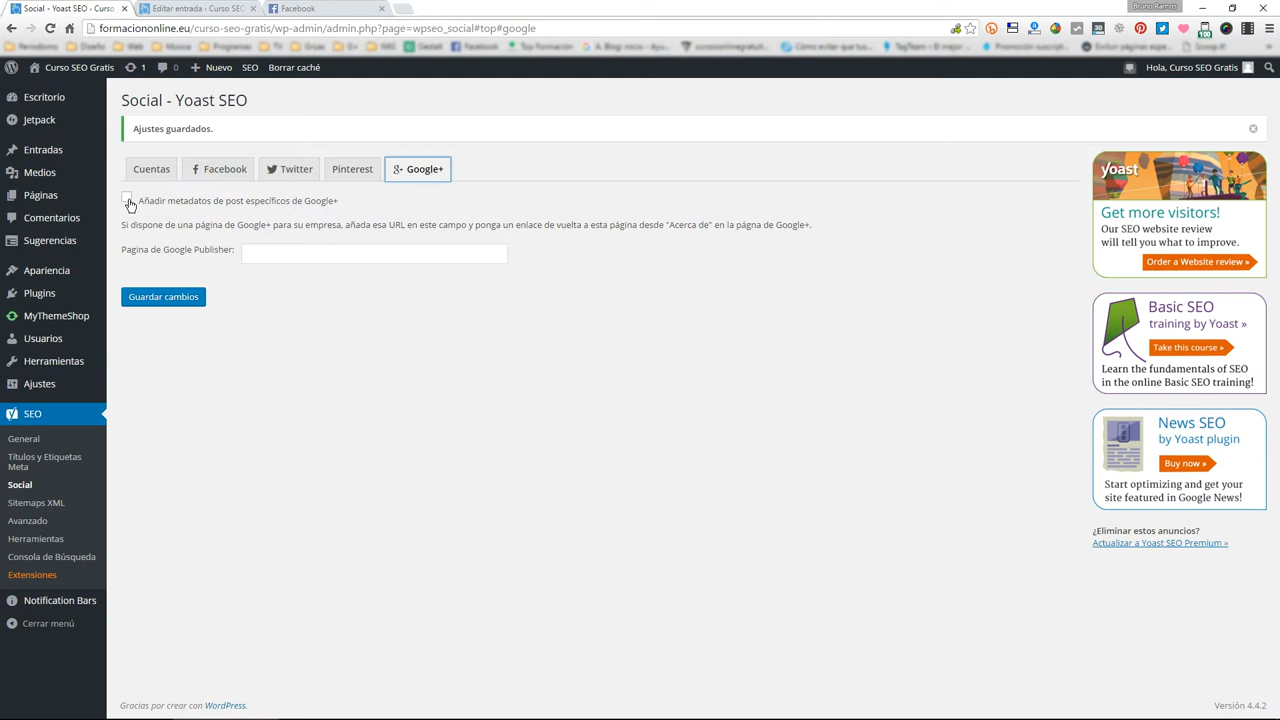 Bruno Ramos
Social - Yoast SEO - Curso
Editar entrada ‹ Curso SEO
Facebook
formaciononline.eu/curso-seo-gratis/wp-admin/admin.php?page=wpseo_social#top#google
Curso SEO Gratis
1
0
Nuevo
SEO
Borrar caché
Hola, Curso SEO Gratis
Escritorio
Jetpack
Entradas
Medios
Páginas
Comentarios
Sugerencias
Apariencia
Plugins
MyThemeShop
Usuarios
Herramientas
Ajustes
SEO
General
Títulos y Etiquetas
Meta
Social
Sitemaps XML
Avanzado
Herramientas
Consola de Búsqueda
Extensiones
Notification Bars
Cerrar menú
Social - Yoast SEO
Ajustes guardados.
Cuentas
Facebook
Twitter
Pinterest
Google+
Añadir metadatos de post específicos de Google+
Si dispone de una página de Google+ para su empresa, añada esa URL en este campo y ponga un enlace de vuelta a esta página desde "Acerca de" en la págna de Google+.
Pagina de Google Publisher:
Guardar cambios
yoast
Get more visitors!
Our SEO website review
will tell you what to improve.
Order a Website review »
Basic SEO
training by Yoast »
Take this course »
Learn the fundamentals of SEO
in the online Basic SEO training!
News SEO
by Yoast plugin
Buy now »
Start optimizing and get your
site featured in Google News!
¿Eliminar estos anuncios?
Actualizar a Yoast SEO Premium »
Gracias por crear con WordPress.
Versión 4.4.2